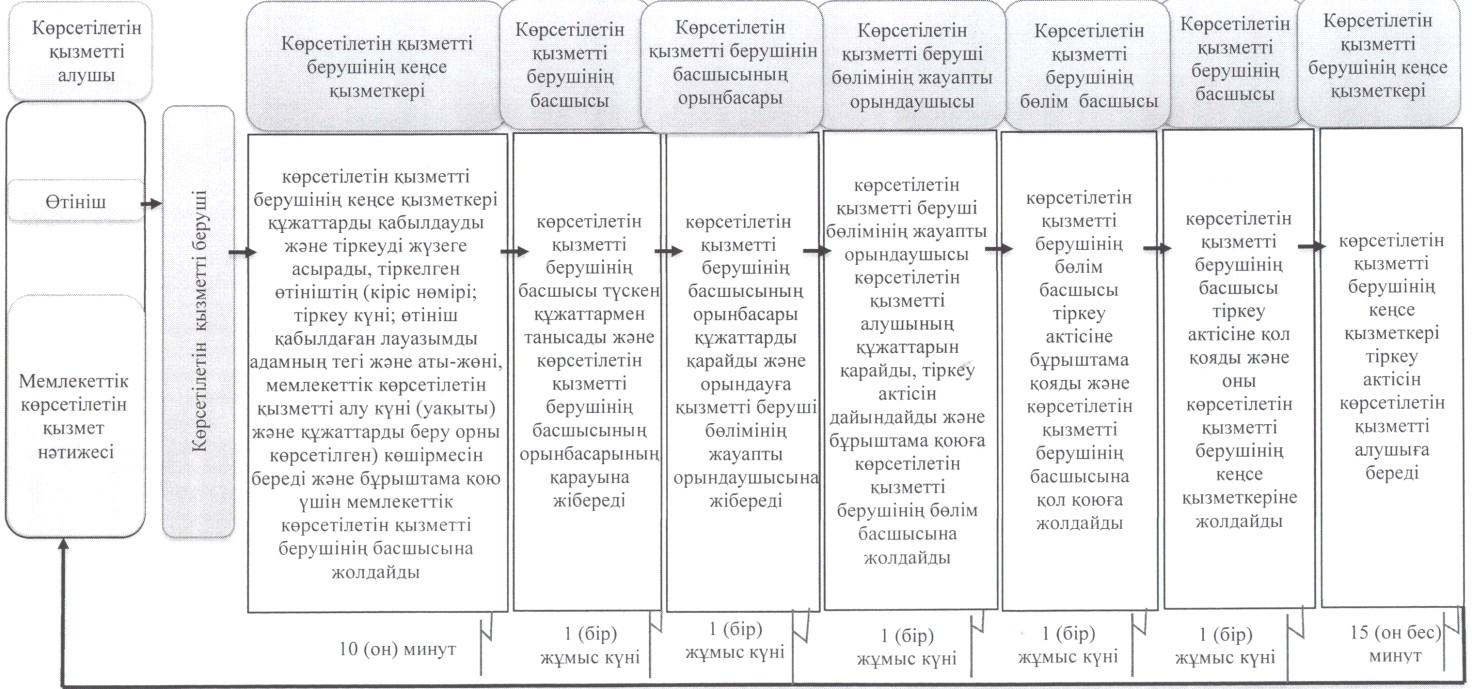 Көрсетілетін
қызметті
алушы
Көрсетілетін қызметті
берушінің кеңсе
қызметкері
Көрсетілетін
қызметті
берушінің
басшысы
Көрсетілетін
қызметті берушінін
басшысының
орынбасары
Көрсетілетін
қызметті беруші
бөлімінің жауапты
орындаушысы
Көрсетілетін
қызметті
берушінің
бөлім басшысы
Көрсетілетін
қызметті
берушінің
басшысы
Көрсетілетін
қызметті
берушінің кеңсе
қызметкері
Өтініш
Мемлекеттік
көрсетілетін
қызмет
нәтижесі
Көрсетілетін қызметті беруші
көрсетілетін қызметті
берушінің кеңсе қызметкері
құжаттарды қабылдауды
және тіркеуді жүзеге
асырады, тіркелген
өтініштің (кіріс нөмірі;
тіркеу күні; өтініш
қабылдаған лауазымды
адамның тегі және аты-жөні,
мемлекеттік көрсетілетін
қызметті алу күні (уақыты)
және құжаттарды беру орны
көрсетілген) көшірмесін
береді және бұрыштама қою
үшін мемлекеттік
көрсетілетін қызметті
берушінің басшысына
жолдайды
көрсетілетін
қызметті
берушінің
басшысы түскен
құжаттармен
танысады және
көрсетілетін
қызметті
берушінің
басшысының
орынбасарының
қарауына
жібереді
көрсетілетін
қызметті
берушінің
басшысының
орынбасары
құжаттарды
қарайды және
орындауға
қызметті беруші
бөлімінің
жауапты
орындаушысына
жібереді
көрсетілетін
қызметті беруші
бөлімінің жауапты
орындаушысы
көрсетілетін
қызметті
алушының
құжаттарын
қарайды, тіркеу
актісін
дайындайды және
бұрыштама қоюға
көрсетілетін
қызметті
берушінің бөлім
басшысына
жолдайды
көрсетілетін
қызметті
берушінің
бөлім
басшысы
тіркеу
актісіне
бұрыштама
қояды және
көрсетілетін
қызметті
берушінің
басшысына
қол қоюға
жолдайды
көрсетілетін
қызметті
берушінің
басшысы
тіркеу
актісіне қол
қояды және
оны
көрсетілетін
қызметті
берушінің
кеңсе
қызметкеріне
жолдайды
көрсетілетін
қызметті
берушінің
кеңсе
қызметкері
тіркеу
актісін
көрсетілетін
қызметті
алушыға
береді
10 (он) минут
1 (бір)
жұмыс күні
1 (бір)
жұмыс күні
1 (бір)
жұмыс күні
1 (бір)
жұмыс күні
1 (бір)
жұмыс күні
15 (он бес)
минут